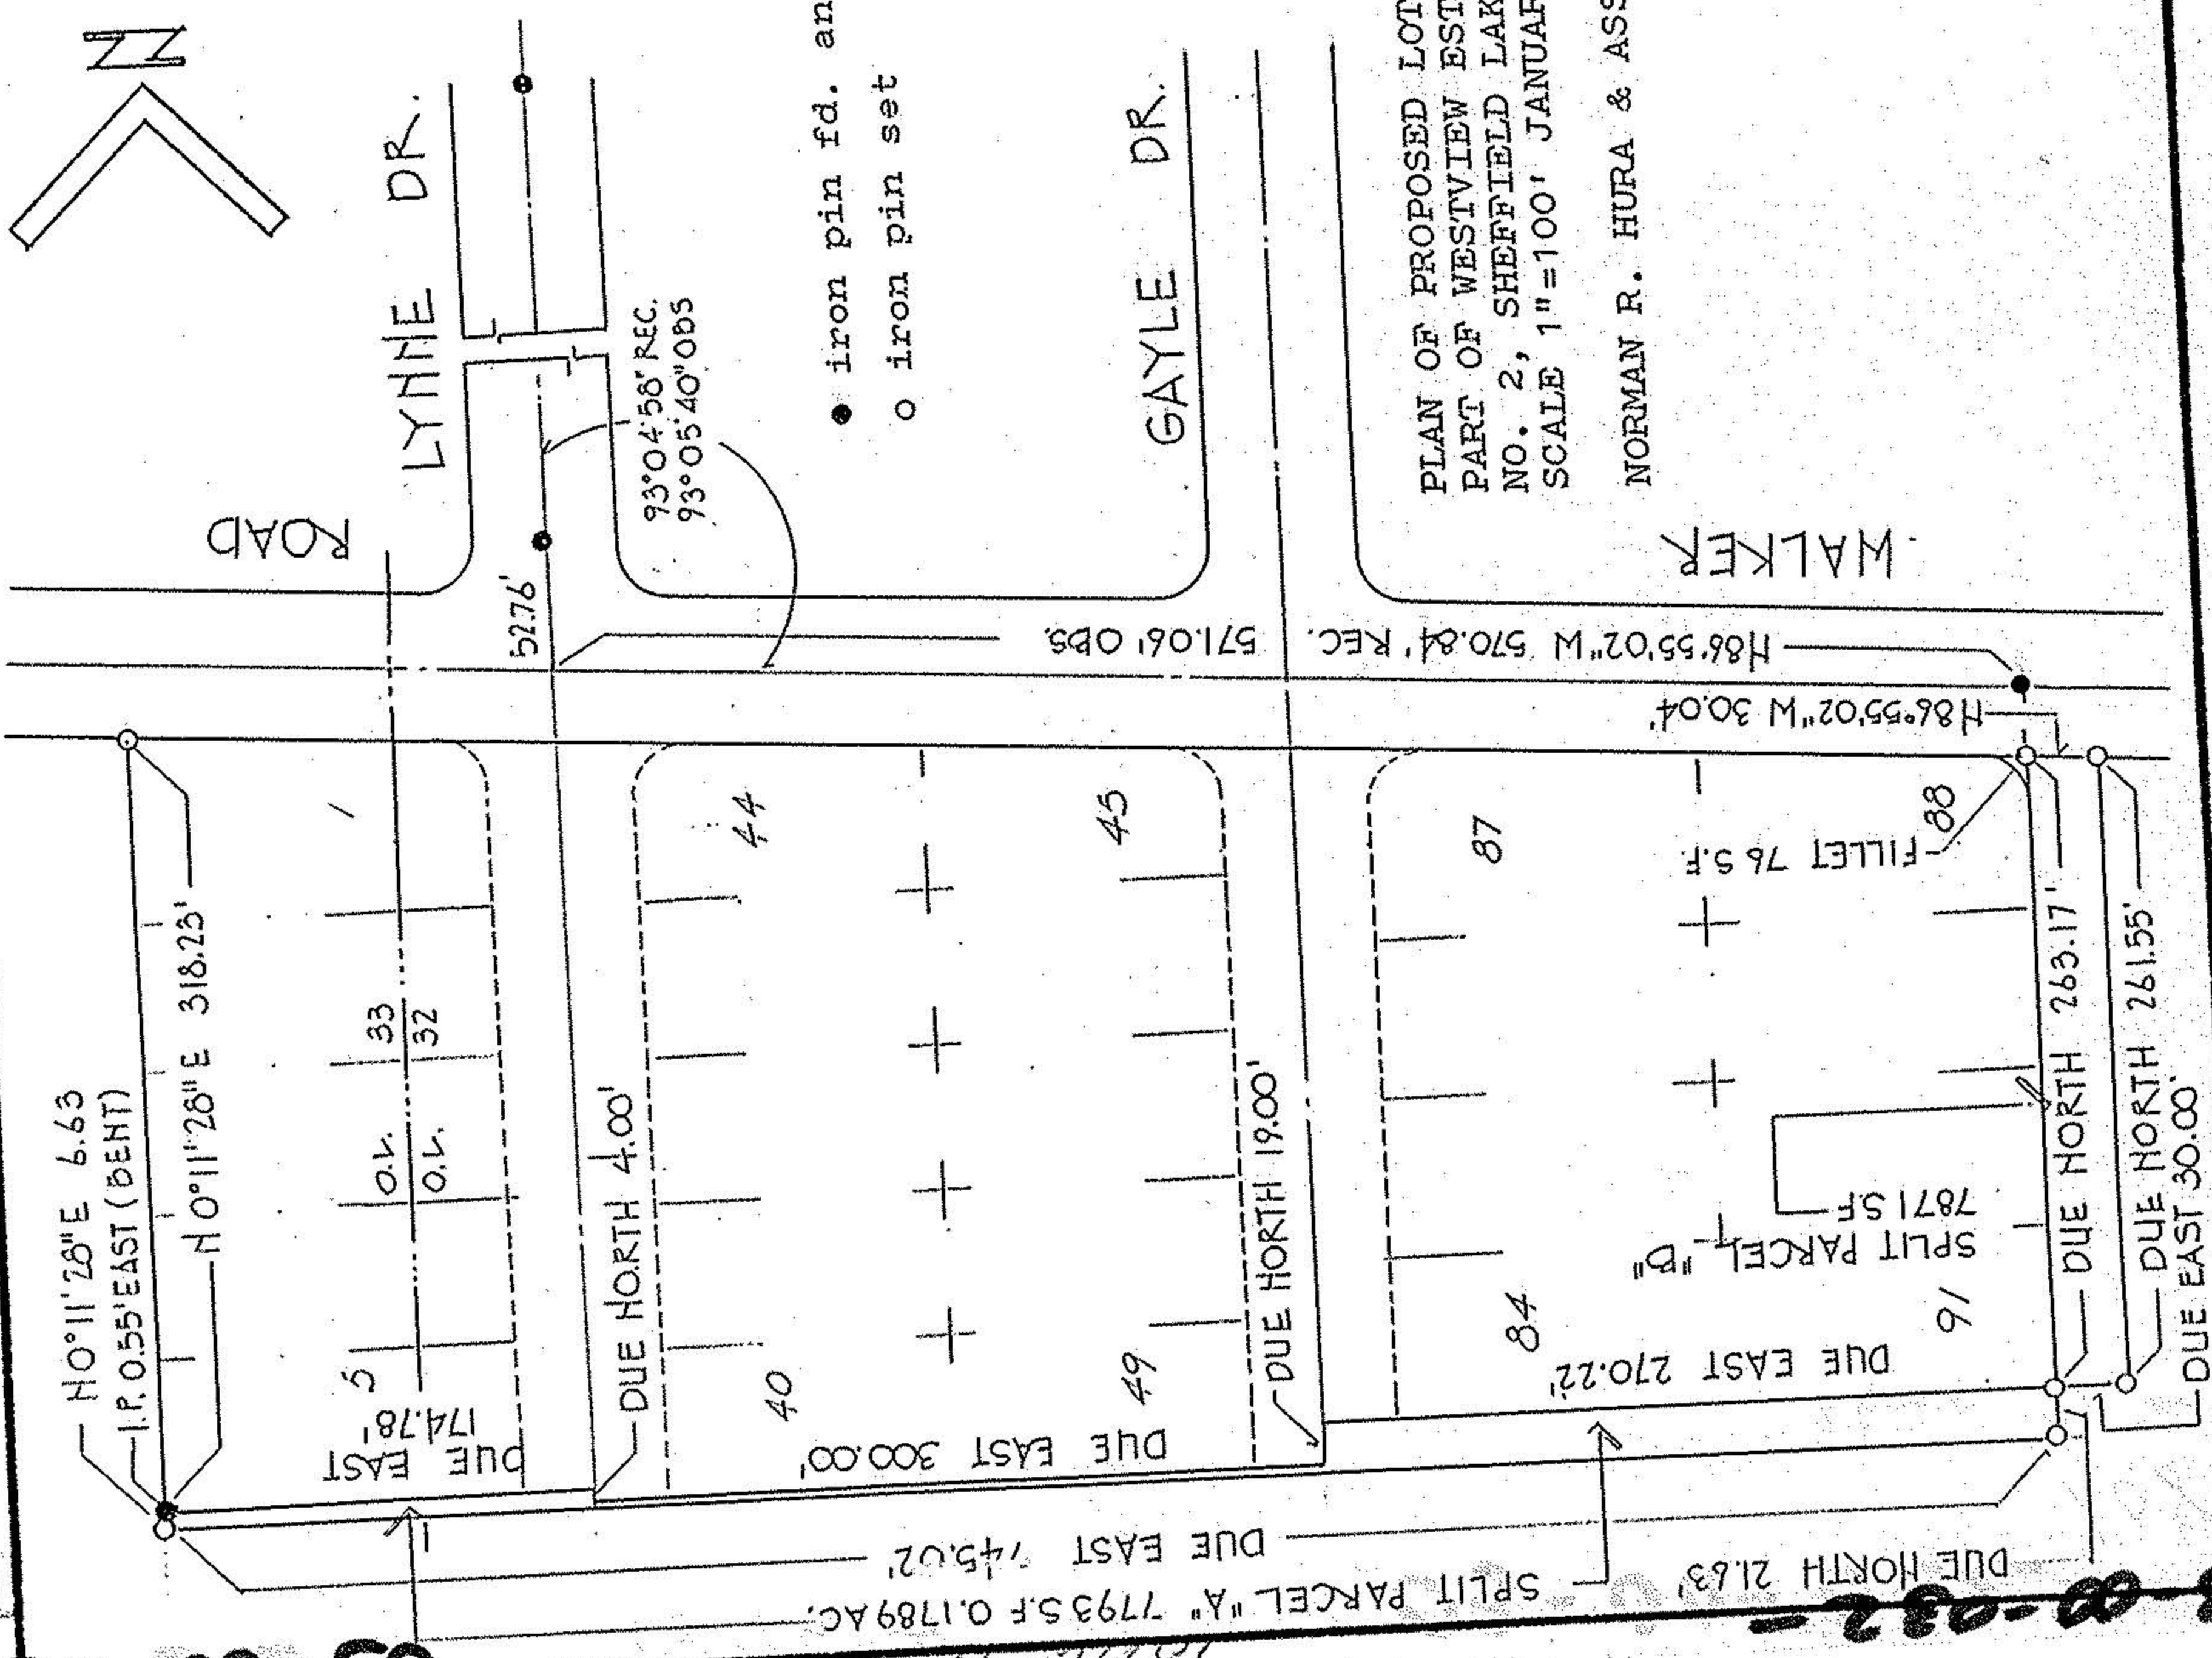 N
LYNNE DR.
ROAD
93°04'58" REC.
93°05'40" OBS
52.76'
● iron pin fd. an
○ iron pin set
GAYLE DR.
PLAN OF PROPOSED LOT
PART OF WESTVIEW EST
NO. 2, SHEFFIELD LAK
SCALE 1"=100' JANUAR
NORMAN R. HURA & ASS
WALKER
571.06' OBS.
N86°55'02"W 570.84' REC.
N86°55'02"W 30.04'
N0°11'28"E 6.63
I.P. 0.55' EAST (BENT)
N0°11'28"E 318.23'
1
O.L. 33
O.L. 32
5
DUE EAST
174.78'
DUE NORTH 4.00'
44
45
40
49
DUE EAST 300.00'
DUE NORTH 19.00'
87
88
FILLET 76 S.F.
84
91
DUE EAST 270.22'
SPLIT PARCEL "B"
7871 S.F
DUE NORTH 263.17'
DUE NORTH 261.55'
DUE EAST 30.00'
DUE EAST 745.02'
SPLIT PARCEL "A" 7793 S.F. 0.1789 AC.
DUE NORTH 21.63'